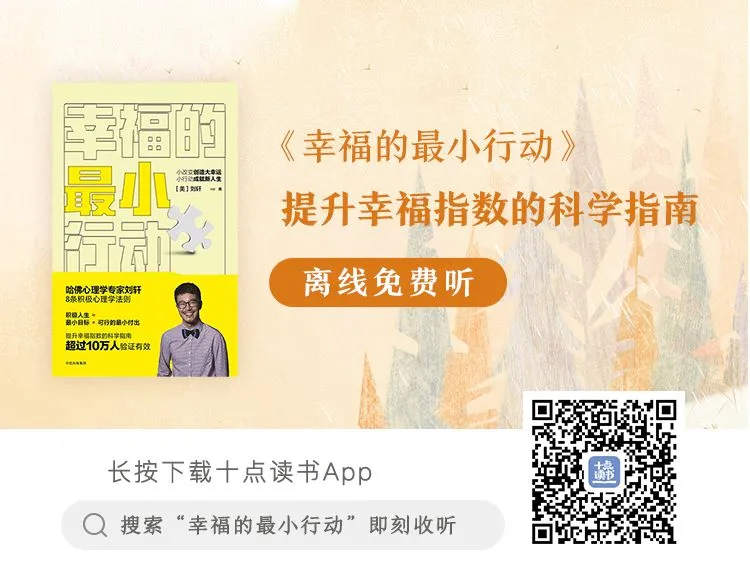 幸福的
最小
行动
小改变创造大幸运
小行动成就新人生
[美]刘轩 著
哈佛心理学专家刘轩
8条积极心理学法则
积极人生=
最小目标+可行的最小付出
提升幸福指数的科学指南
超过10万人验证有效
中信出版集团
《幸福的最小行动》
提升幸福指数的科学指南
离线免费听
长按下载十点读书App
搜索“幸福的最小行动”即刻收听
十点
读书